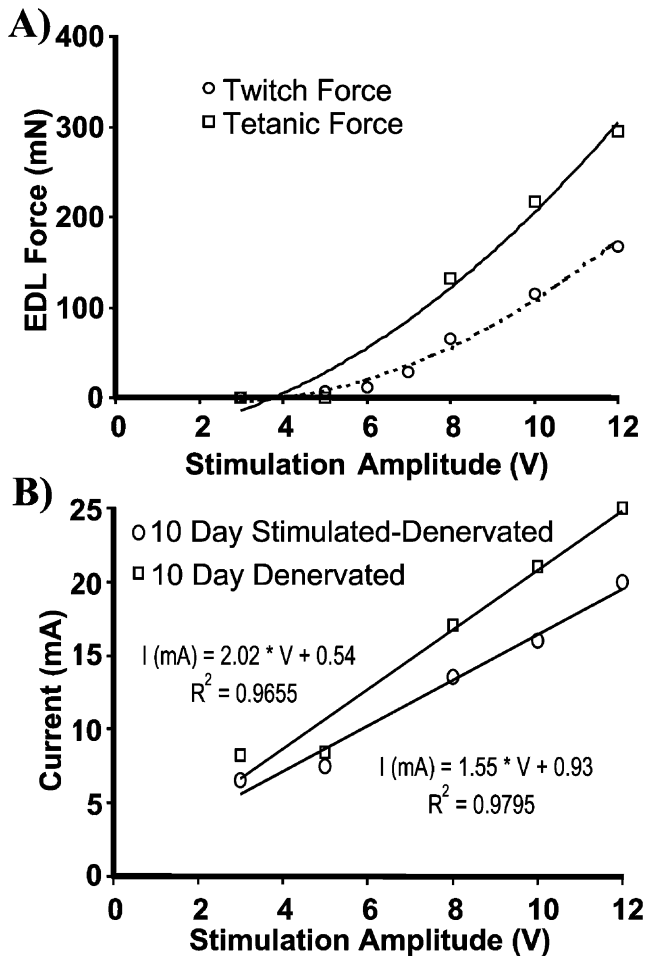 A)
400
300
200
100
0
EDL Force (mN)
Twitch Force
Tetanic Force
0 2 4 6 8 10 12
Stimulation Amplitude (V)
B)
25
20
15
10
5
0
Current (mA)
10 Day Stimulated-Denervated
10 Day Denervated
I (mA) = 2.02 * V + 0.54
R² = 0.9655
I (mA) = 1.55 * V + 0.93
R² = 0.9795
0 2 4 6 8 10 12
Stimulation Amplitude (V)